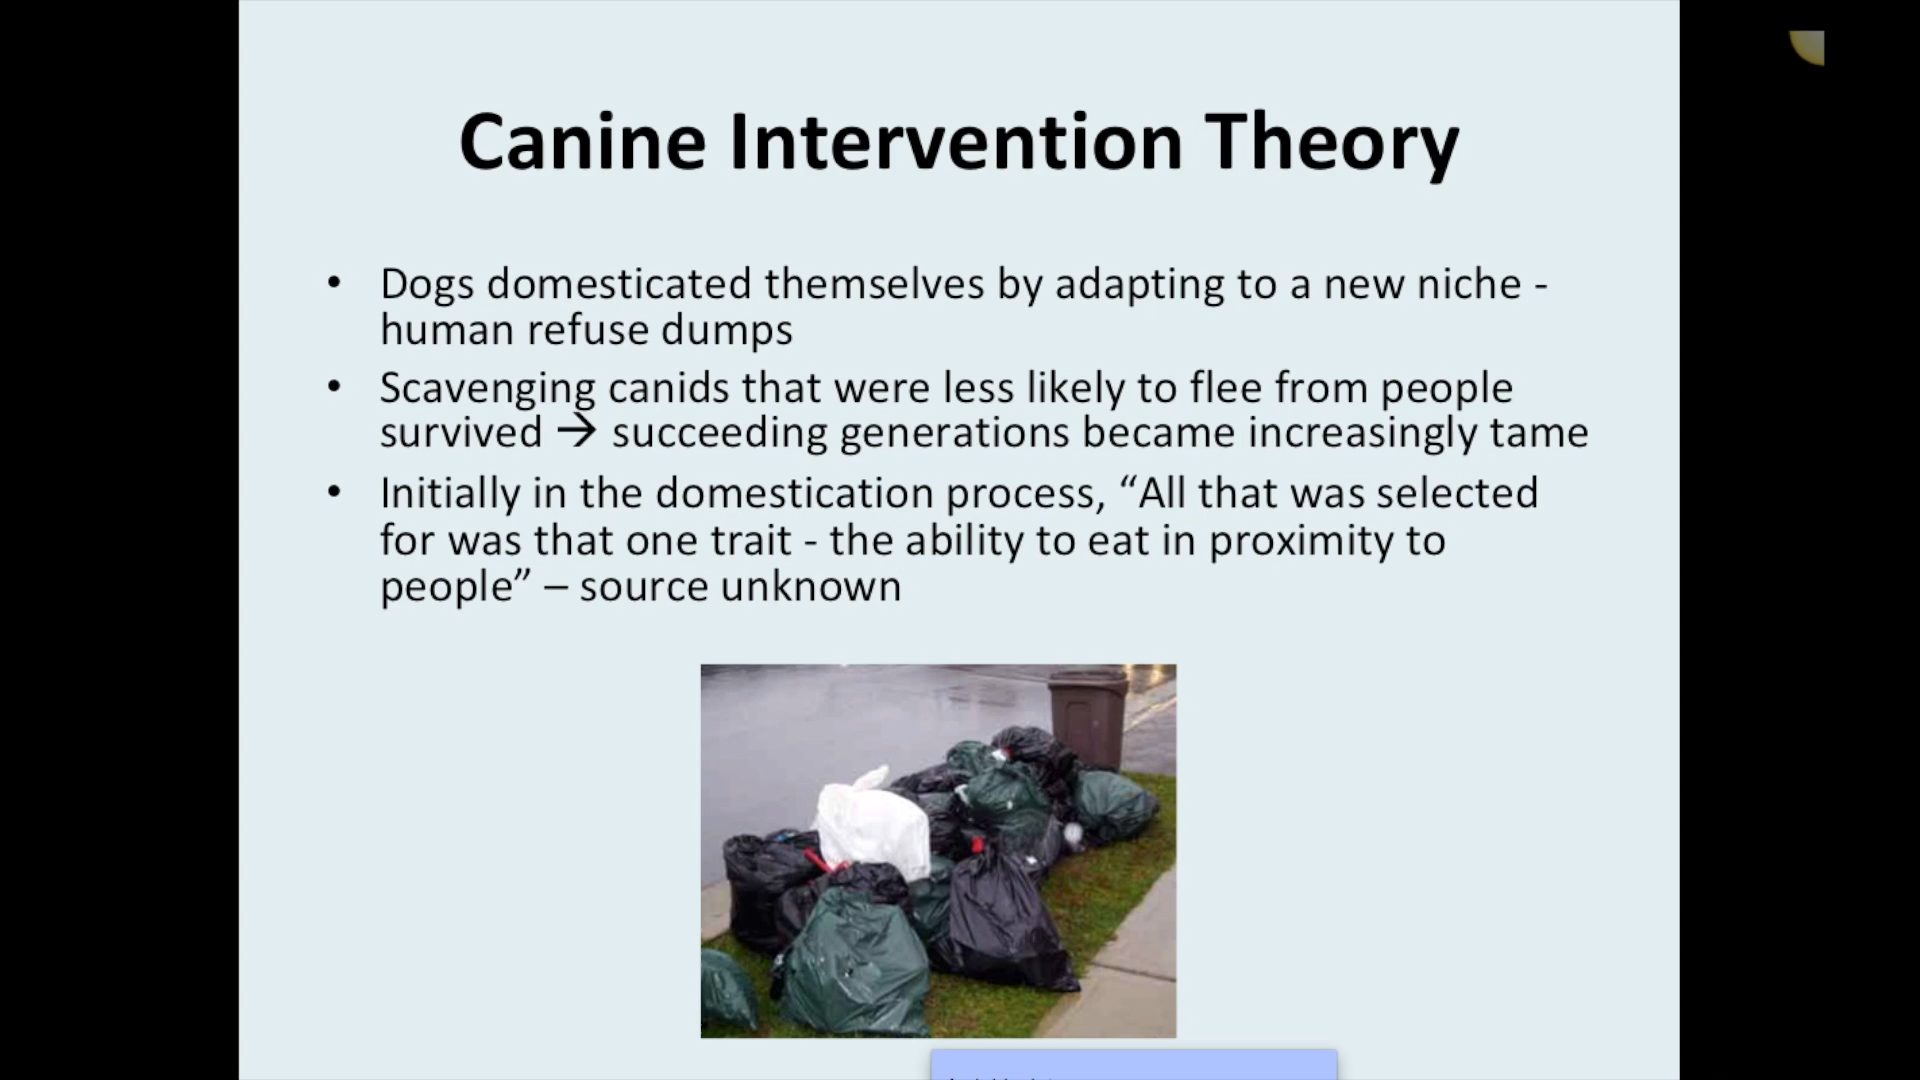 Canine Intervention Theory
• Dogs domesticated themselves by adapting to a new niche -
human refuse dumps
• Scavenging canids that were less likely to flee from people
survived → succeeding generations became increasingly tame
• Initially in the domestication process, “All that was selected
for was that one trait - the ability to eat in proximity to
people” – source unknown